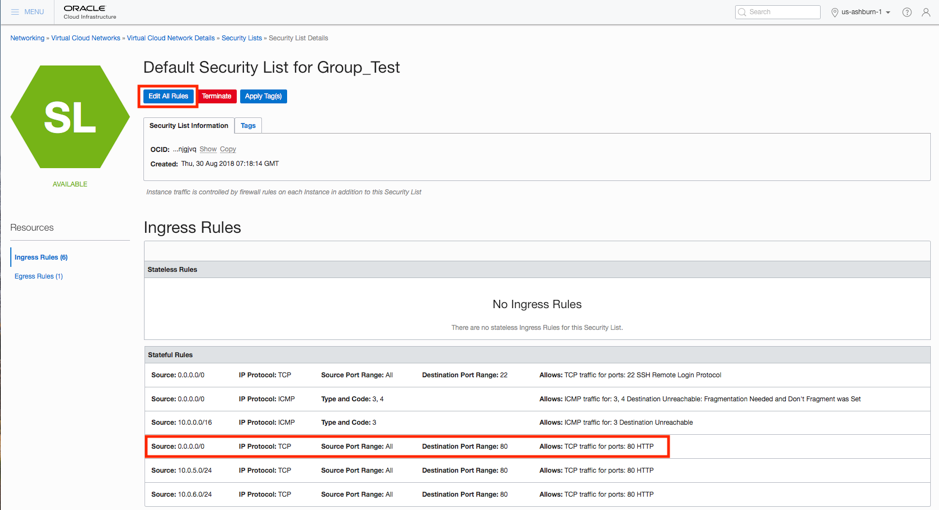 MENU
ORACLE
Cloud Infrastructure
Search
us-ashburn-1
?
Networking » Virtual Cloud Networks » Virtual Cloud Network Details » Security Lists » Security List Details
SL
AVAILABLE
Default Security List for Group_Test
Edit All Rules Terminate Apply Tag(s)
Security List Information Tags
OCID: ...njgjvq Show Copy
Created: Thu, 30 Aug 2018 07:18:14 GMT
Instance traffic is controlled by firewall rules on each Instance in addition to this Security List
Resources
Ingress Rules (6)
Egress Rules (1)
Ingress Rules
Stateless Rules
No Ingress Rules
There are no stateless Ingress Rules for this Security List.
Stateful Rules
Source: 0.0.0.0/0 IP Protocol: TCP Source Port Range: All Destination Port Range: 22 Allows: TCP traffic for ports: 22 SSH Remote Login Protocol
Source: 0.0.0.0/0 IP Protocol: ICMP Type and Code: 3, 4 Allows: ICMP traffic for: 3, 4 Destination Unreachable: Fragmentation Needed and Don't Fragment was Set
Source: 10.0.0.0/16 IP Protocol: ICMP Type and Code: 3 Allows: ICMP traffic for: 3 Destination Unreachable
Source: 0.0.0.0/0 IP Protocol: TCP Source Port Range: All Destination Port Range: 80 Allows: TCP traffic for ports: 80 HTTP
Source: 10.0.5.0/24 IP Protocol: TCP Source Port Range: All Destination Port Range: 80 Allows: TCP traffic for ports: 80 HTTP
Source: 10.0.6.0/24 IP Protocol: TCP Source Port Range: All Destination Port Range: 80 Allows: TCP traffic for ports: 80 HTTP